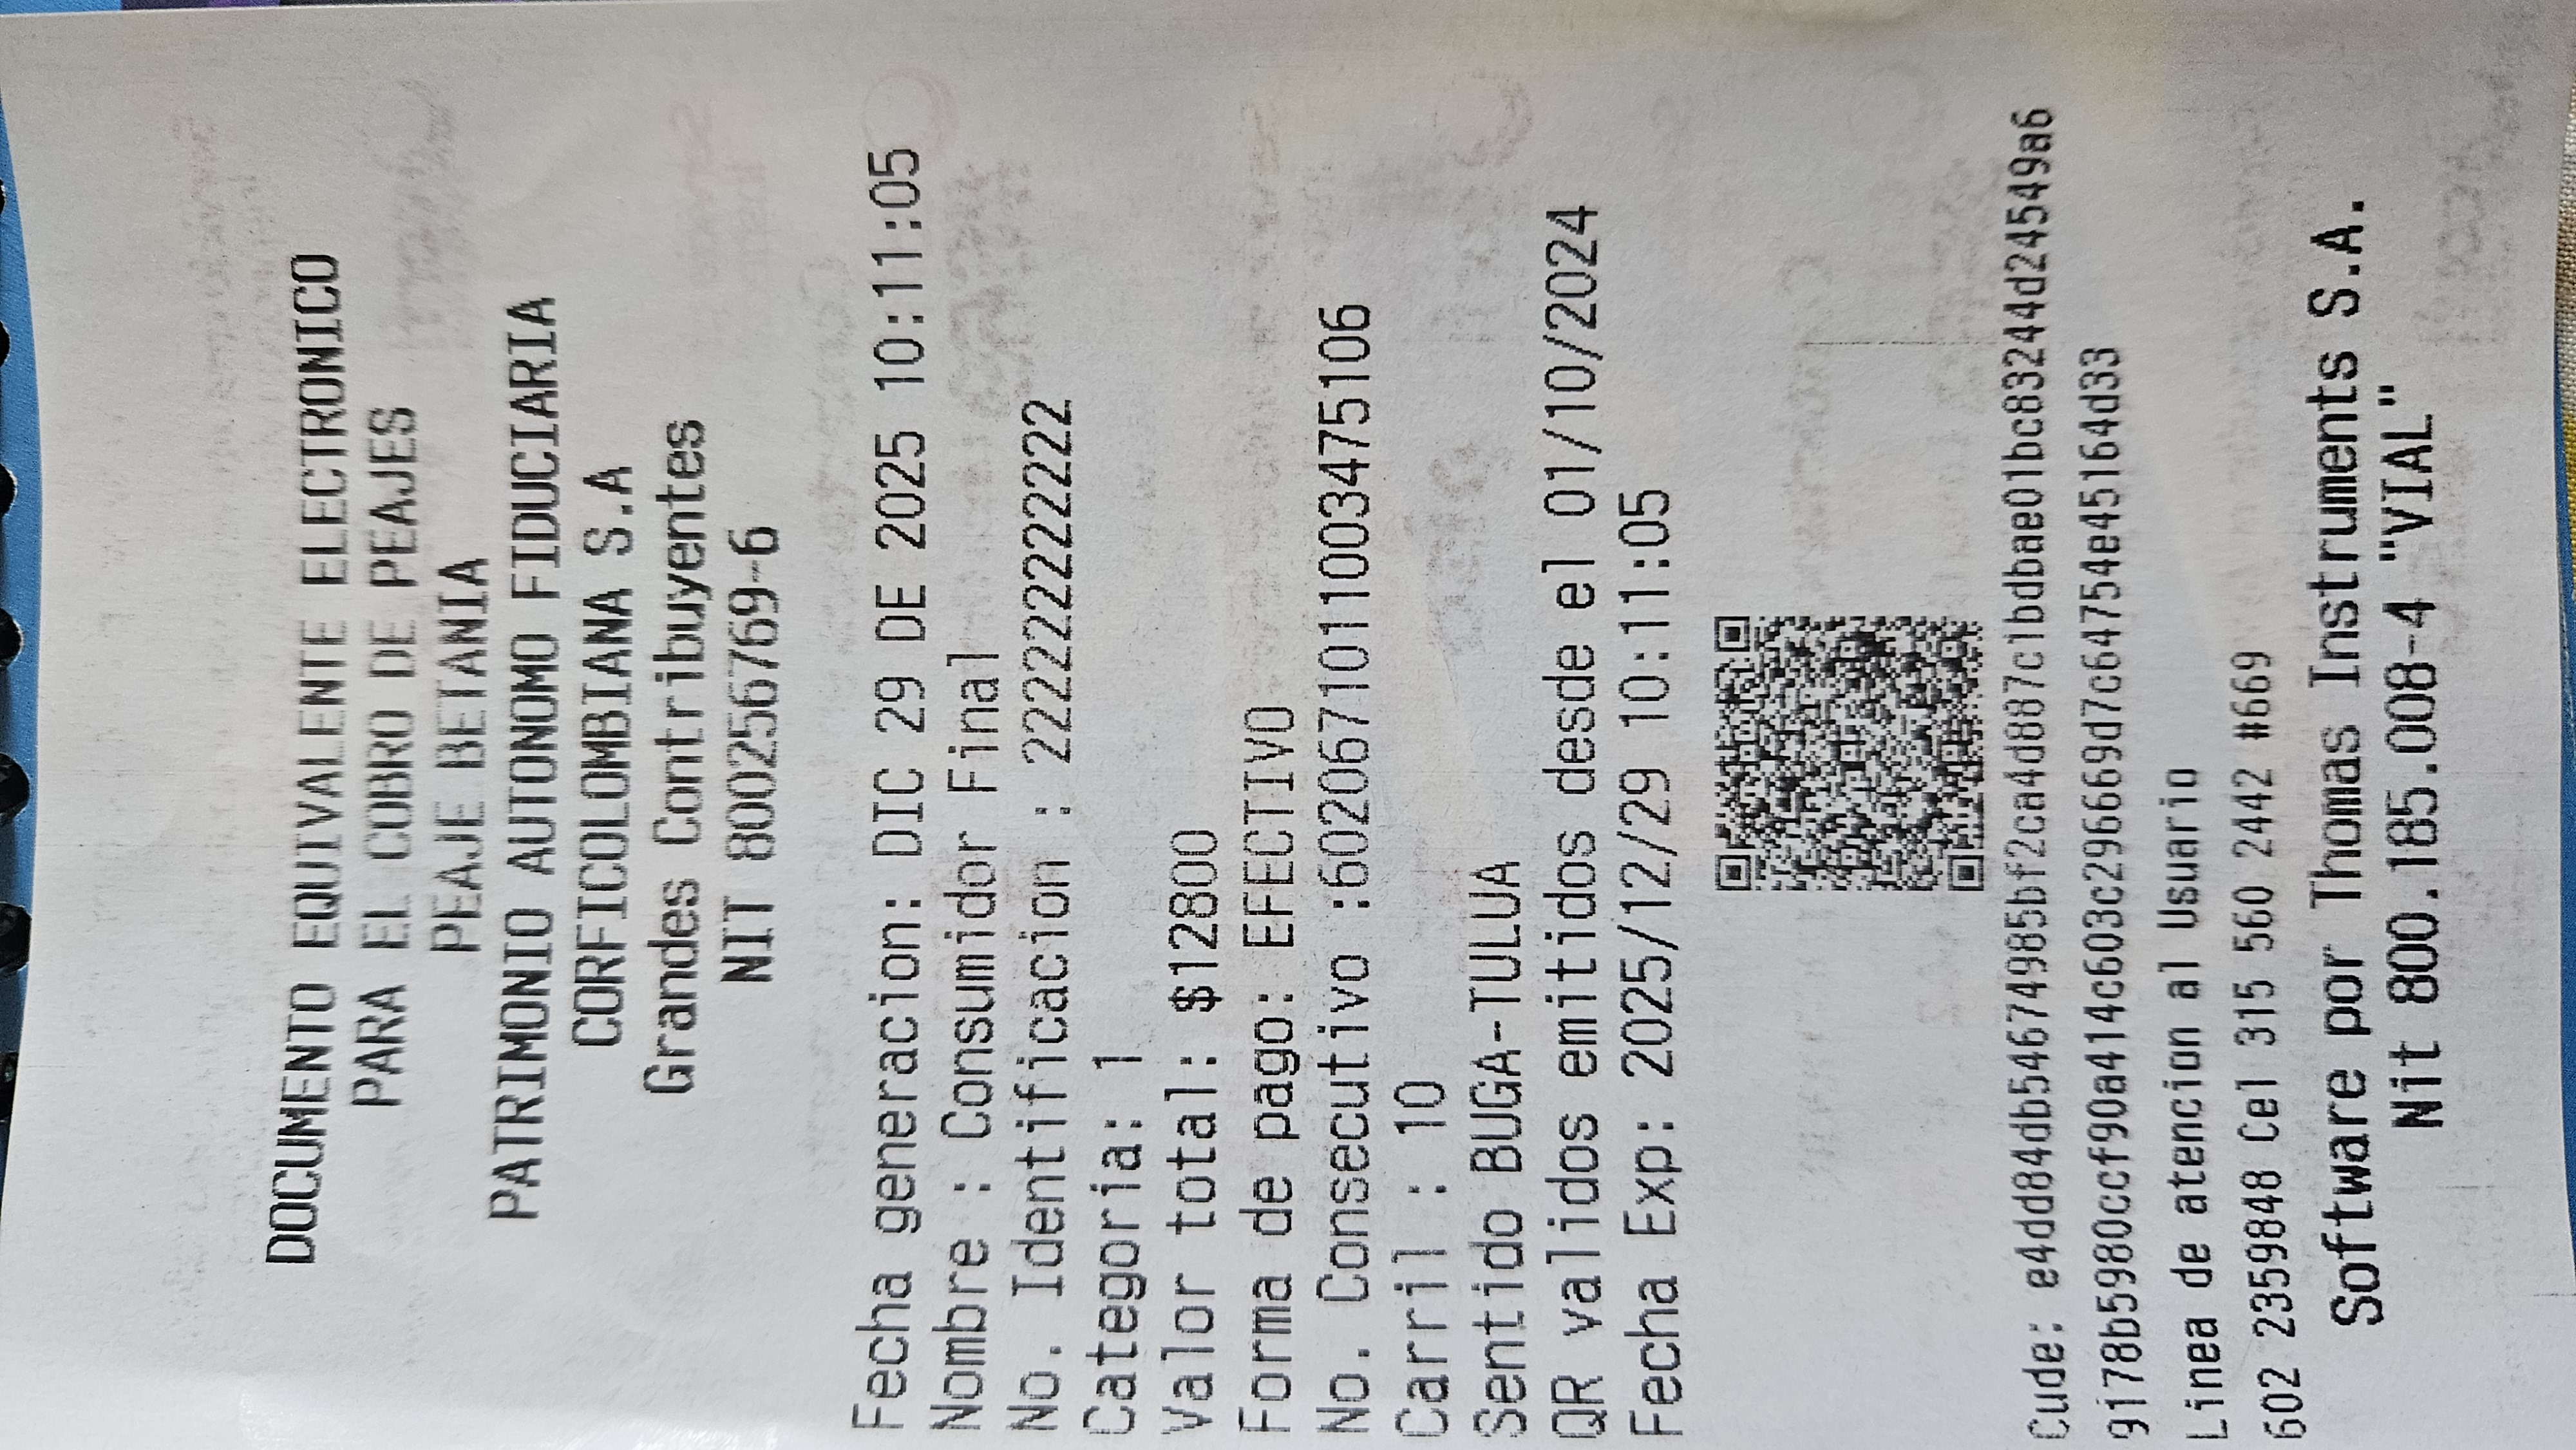 DOCUMENTO EQUIVALENTE ELECTRONICO
PARA EL COBRO DE PEAJES
PEAJE BETANIA
PATRIMONIO AUTONOMO FIDUCIARIA
CORFICOLOMBIANA S.A
Grandes Contribuyentes
NIT 800256769-6
Fecha generacion: DIC 29 DE 2025 10:11:05
Nombre : Consumidor Final
No. Identificacion : 222222222222
Categoria: 1
Valor total: $12800
Forma de pago: EFECTIVO
No. Consecutivo :6020671011003475106
Carril : 10
Sentido BUGA-TULUA
QR validos emitidos desde el 01/10/2024
Fecha Exp: 2025/12/29 10:11:05
Cude: e4dd84db54674985bf2ca4d887c1bdbae01bc83244d24549a6
9178b5980ccf90a414c603c296669d7c64754e45164d33
Linea de atencion al Usuario
602 2359848 Cel 315 560 2442 #669
Software por Thomas Instruments S.A.
Nit 800.185.008-4 "VIAL"